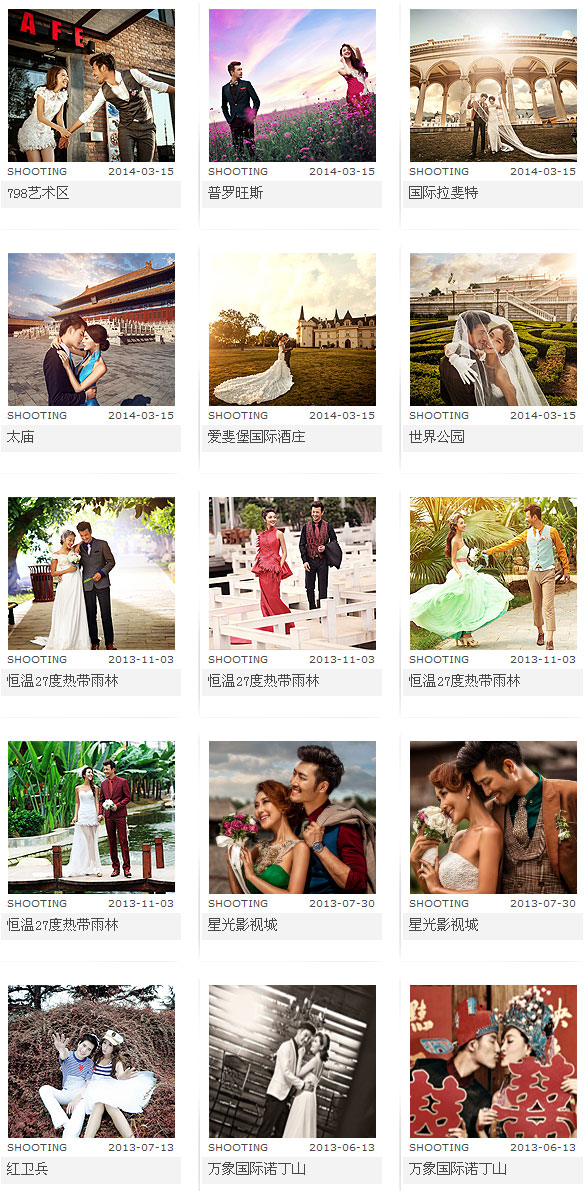 AFE
SHOOTING 2014-03-15
798艺术区
SHOOTING 2014-03-15
普罗旺斯
SHOOTING 2014-03-15
国际拉斐特
SHOOTING 2014-03-15
太庙
SHOOTING 2014-03-15
爱斐堡国际酒庄
SHOOTING 2014-03-15
世界公园
SHOOTING 2013-11-03
恒温27度热带雨林
SHOOTING 2013-11-03
恒温27度热带雨林
SHOOTING 2013-11-03
恒温27度热带雨林
SHOOTING 2013-11-03
恒温27度热带雨林
SHOOTING 2013-07-30
星光影视城
SHOOTING 2013-07-30
星光影视城
囍
SHOOTING 2013-07-13
红卫兵
SHOOTING 2013-06-13
万象国际诺丁山
SHOOTING 2013-06-13
万象国际诺丁山